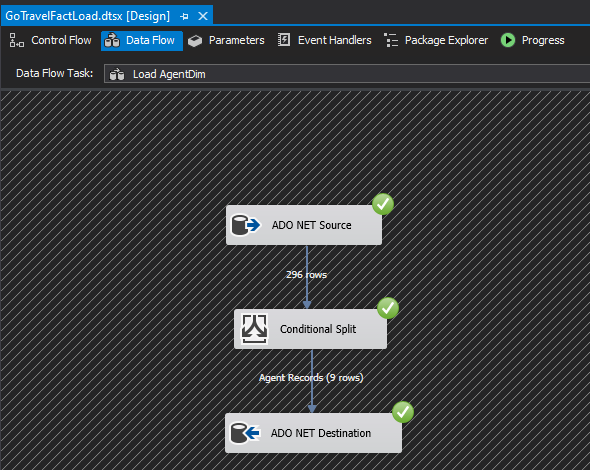 GoTravelFactLoad.dtsx [Design]
Control Flow Data Flow Parameters Event Handlers Package Explorer Progress
Data Flow Task: Load AgentDim
ADO NET Source
296 rows
Conditional Split
Agent Records (9 rows)
ADO NET Destination